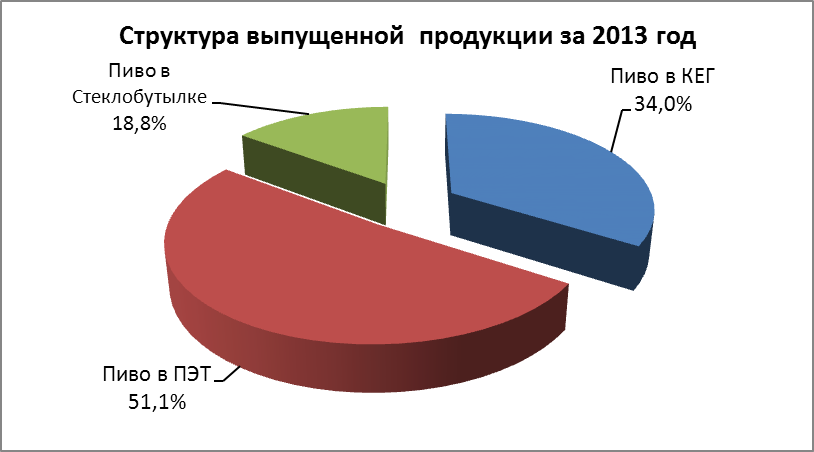 Структура выпущенной продукции за 2013 год
Пиво в
Стеклобутылке
18,8%
Пиво в КЕГ
34,0%
Пиво в ПЭТ
51,1%